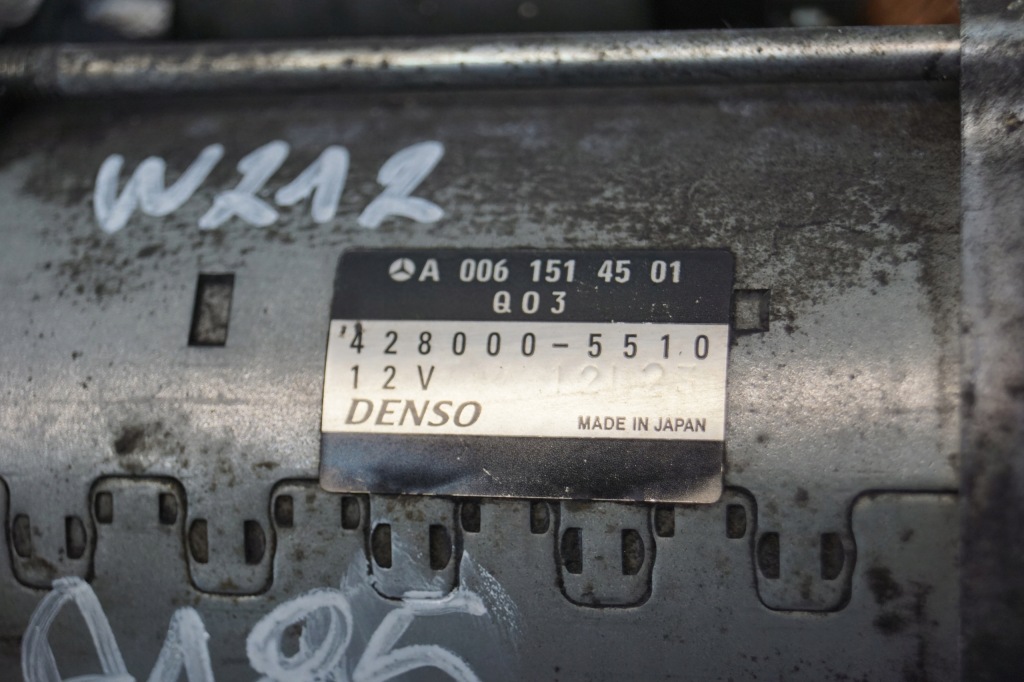 W212
A 006 151 45 01
Q03
428000-5510
12V
DENSO
MADE IN JAPAN